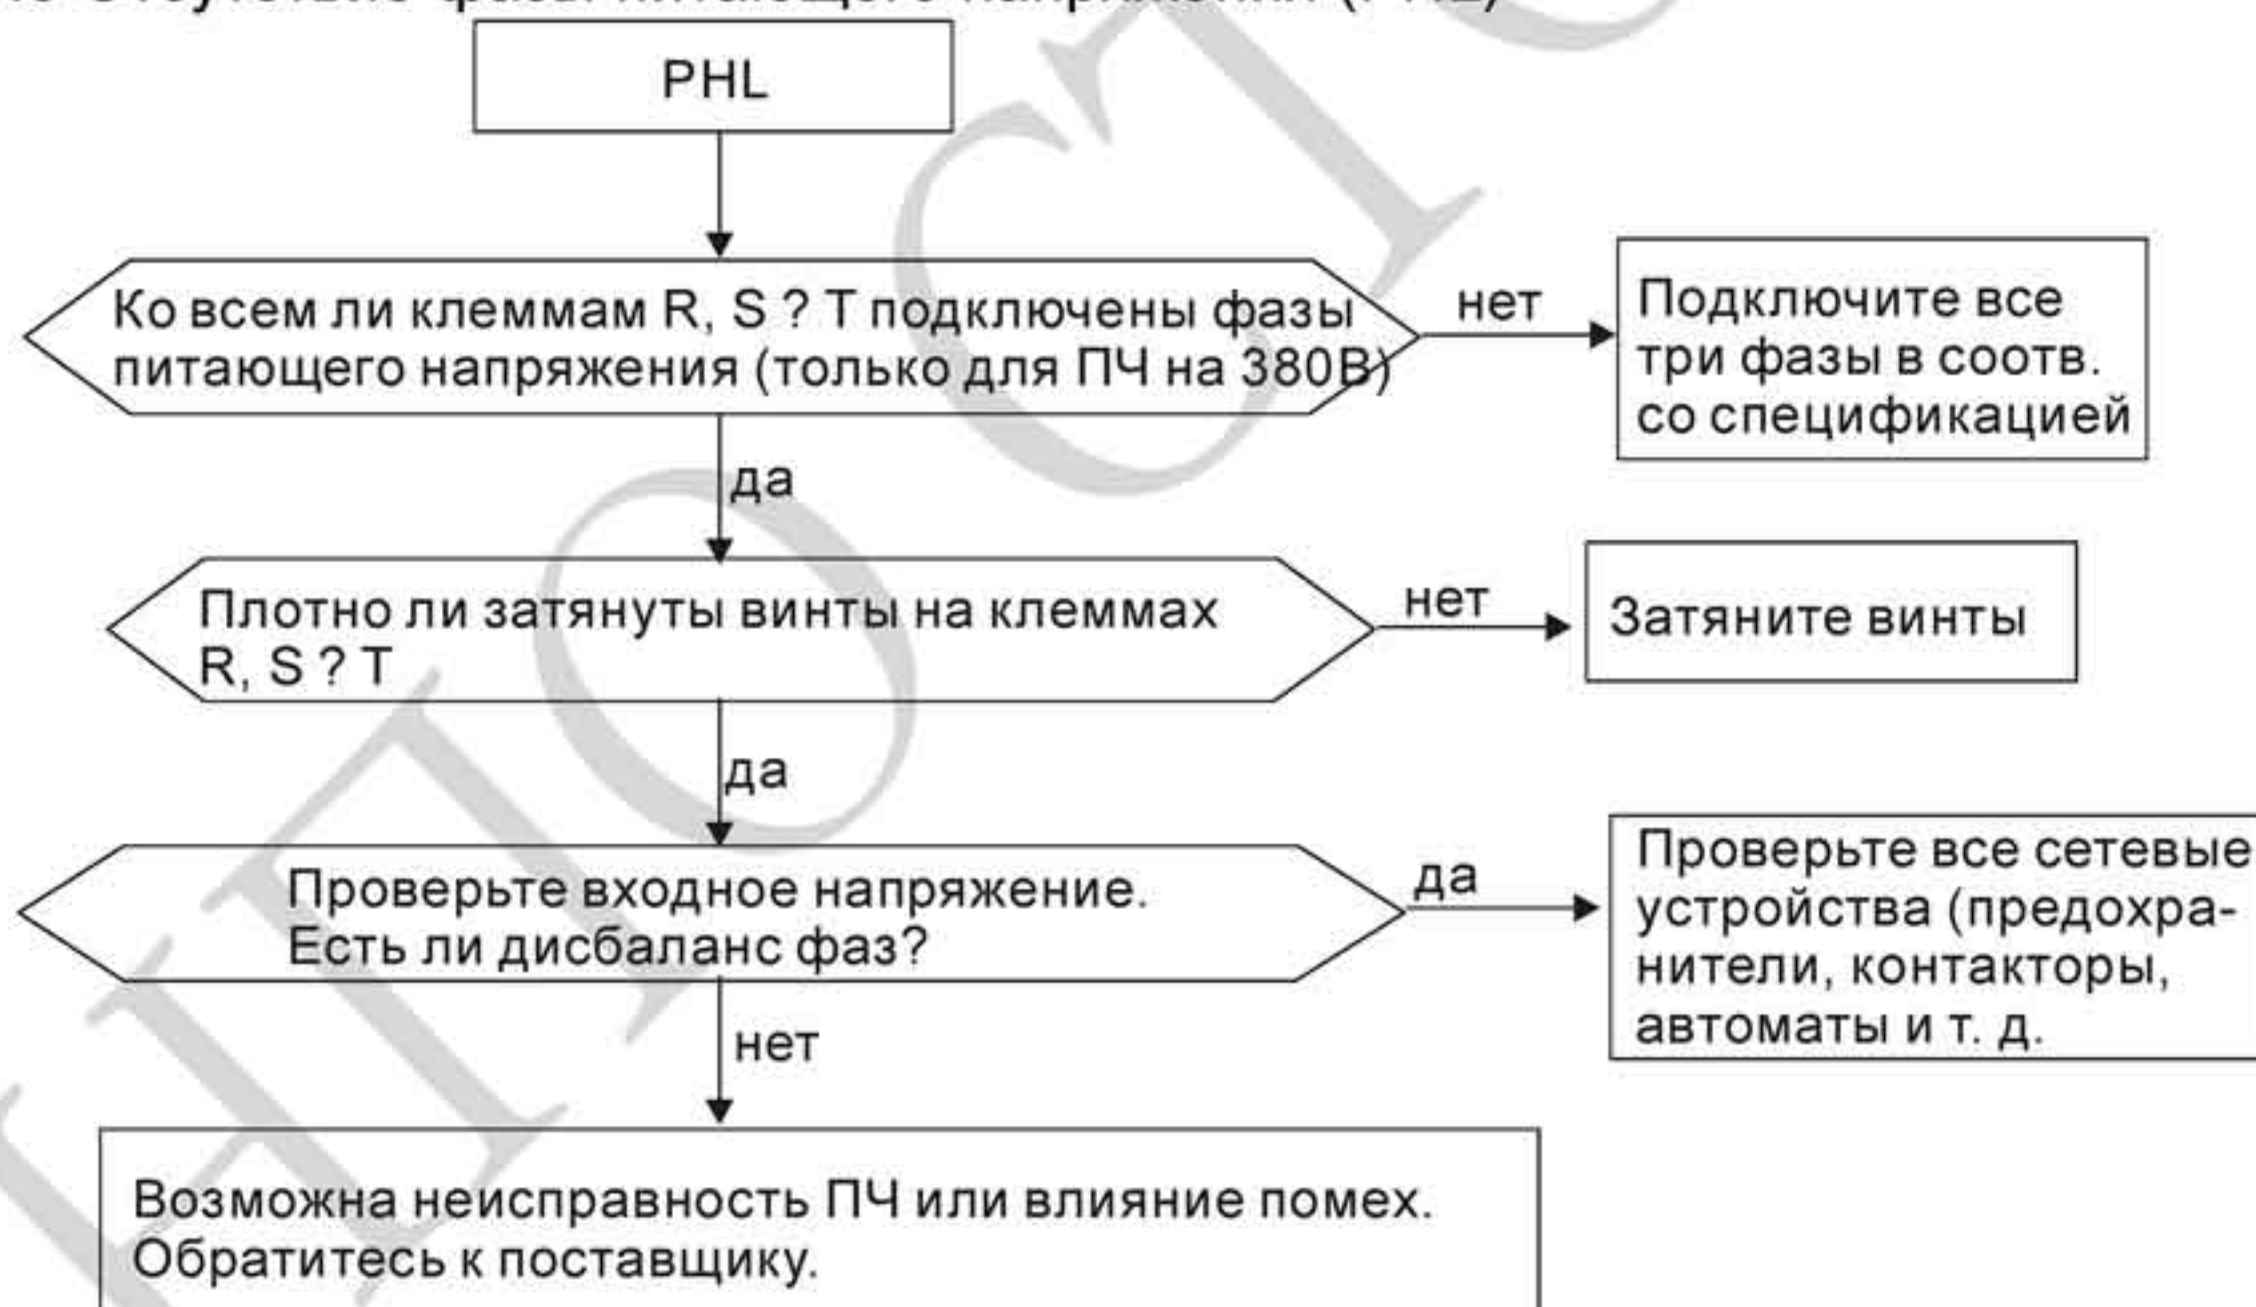 PHL
Ко всем ли клеммам R, S ? T подключены фазы
питающего напряжения (только для ПЧ на 380В)
нет
Подключите все
три фазы в соотв.
со спецификацией
да
Плотно ли затянуты винты на клеммах
R, S ? T
нет
Затяните винты
да
Проверьте входное напряжение.
Есть ли дисбаланс фаз?
да
Проверьте все сетевые
устройства (предохра-
нители, контакторы,
автоматы и т. д.
нет
Возможна неисправность ПЧ или влияние помех.
Обратитесь к поставщику.